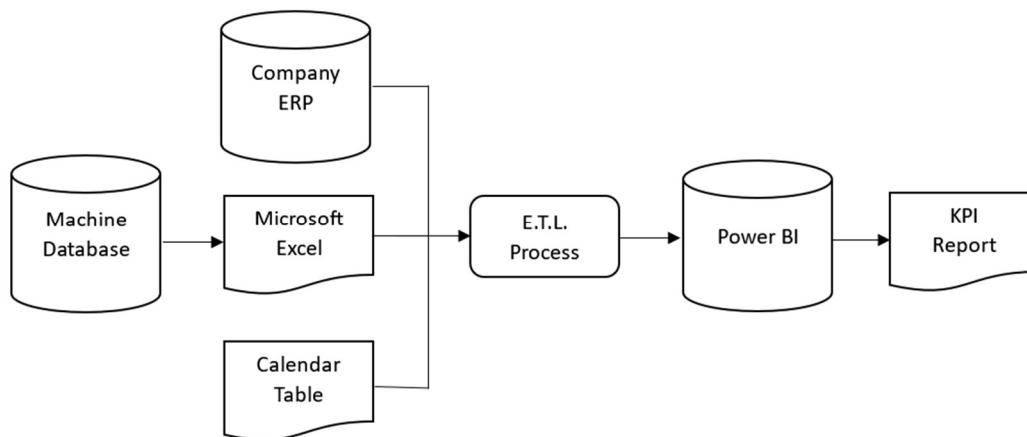 Company
ERP
Machine
Database
Microsoft
Excel
Calendar
Table
E.T.L.
Process
Power BI
KPI
Report